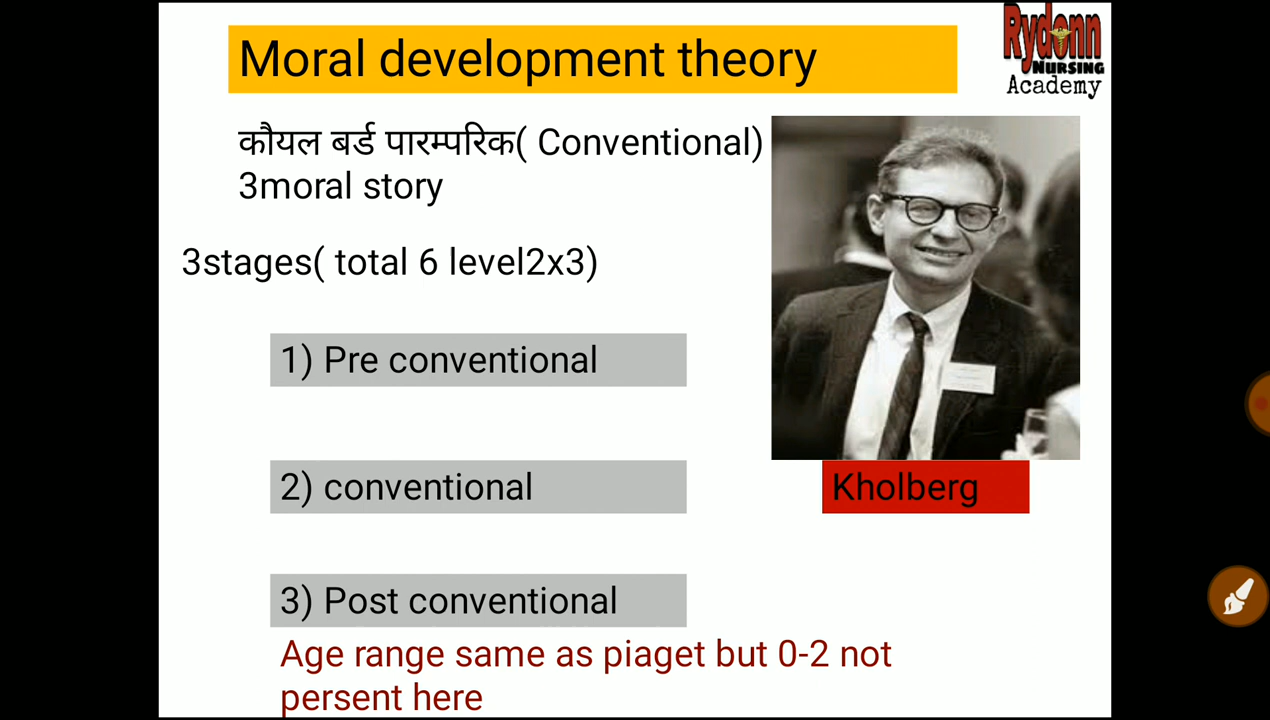 Moral development theory
Rydonn
NURSING
Academy
कौयल बर्ड पारम्परिक( Conventional)
3moral story
3stages( total 6 level2x3)
1) Pre conventional
2) conventional
Kholberg
3) Post conventional
Age range same as piaget but 0-2 not
persent here